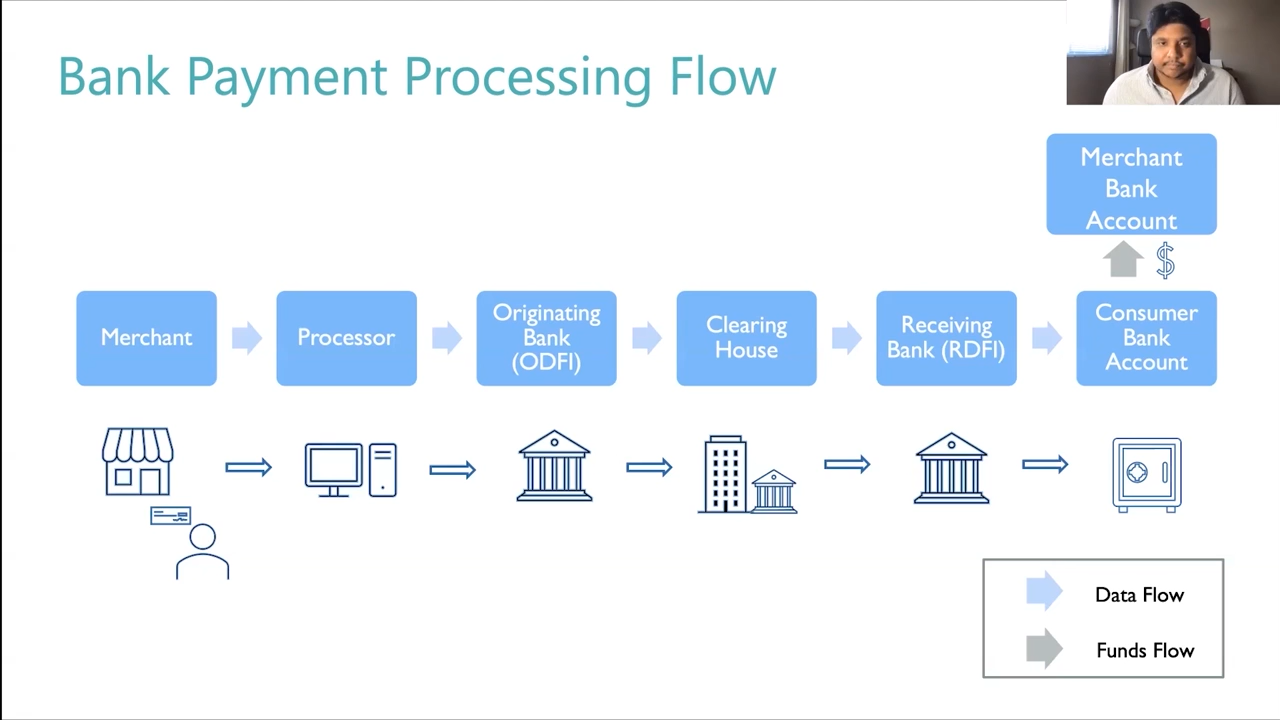 Bank Payment Processing Flow
Merchant
Bank
Account
$
Merchant
Processor
Originating
Bank
(ODFI)
Clearing
House
Receiving
Bank (RDFI)
Consumer
Bank
Account
Data Flow
Funds Flow